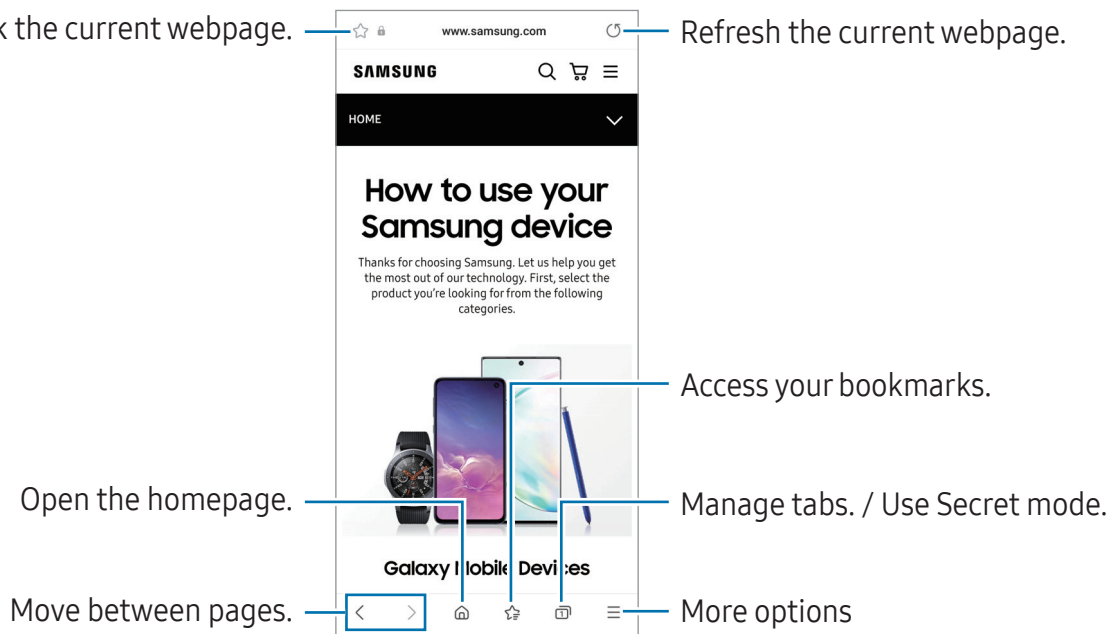 the current webpage.
www.samsung.com
Refresh the current webpage.
SAMSUNG
HOME
How to use your
Samsung device
Thanks for choosing Samsung. Let us help you get
the most out of our technology. First, select the
product you're looking for from the following
categories.
Access your bookmarks.
Open the homepage.
Manage tabs. / Use Secret mode.
Galaxy Mobile Devices
Move between pages.
1
More options